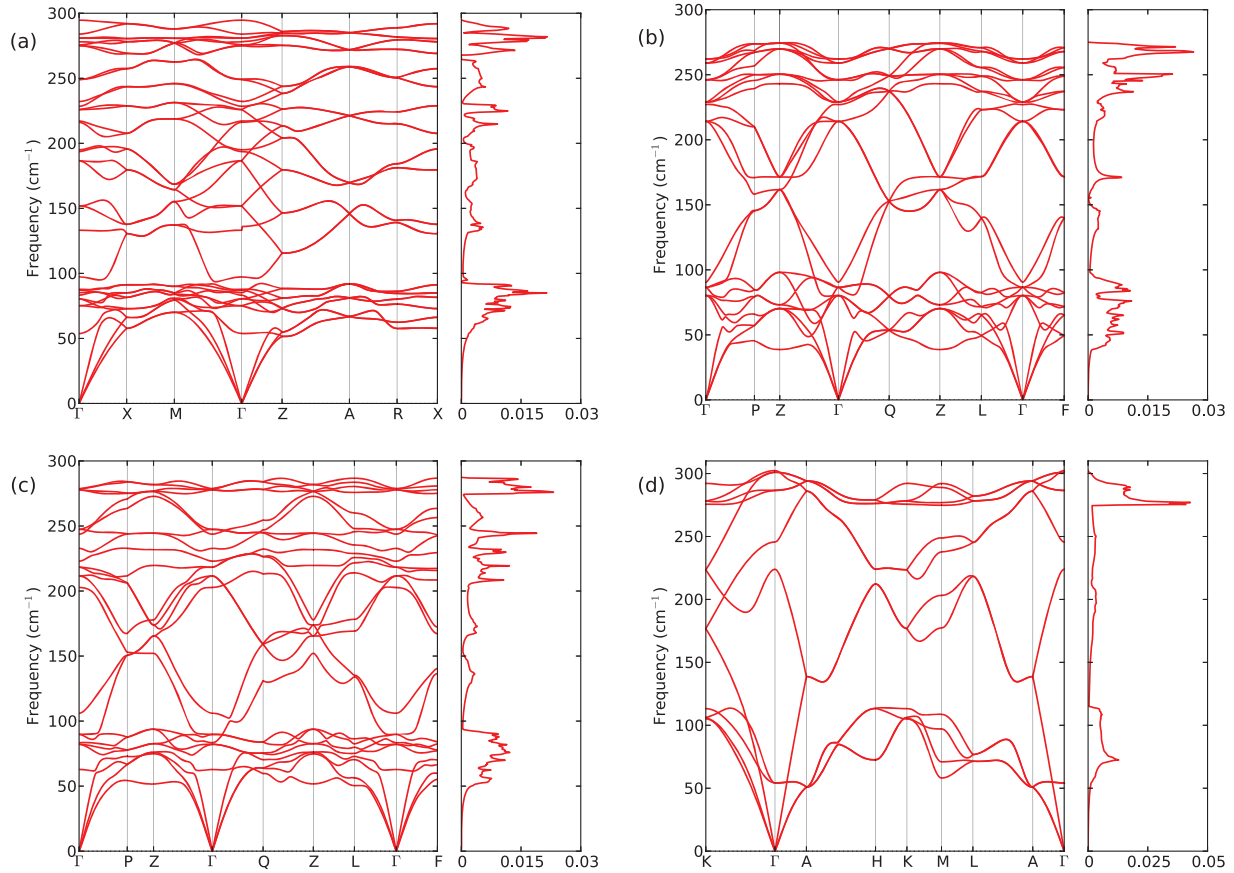 (a)
Frequency (cm⁻¹)
300
250
200
150
100
50
0
Γ X M Γ Z A R X
0 0.015 0.03
(b)
Frequency (cm⁻¹)
300
250
200
150
100
50
0
Γ P Z Γ Q Z L Γ F
0 0.015 0.03
(c)
Frequency (cm⁻¹)
300
250
200
150
100
50
0
Γ P Z Γ Q Z L Γ F
0 0.015 0.03
(d)
Frequency (cm⁻¹)
300
250
200
150
100
50
0
K Γ A H K M L A Γ
0 0.025 0.05